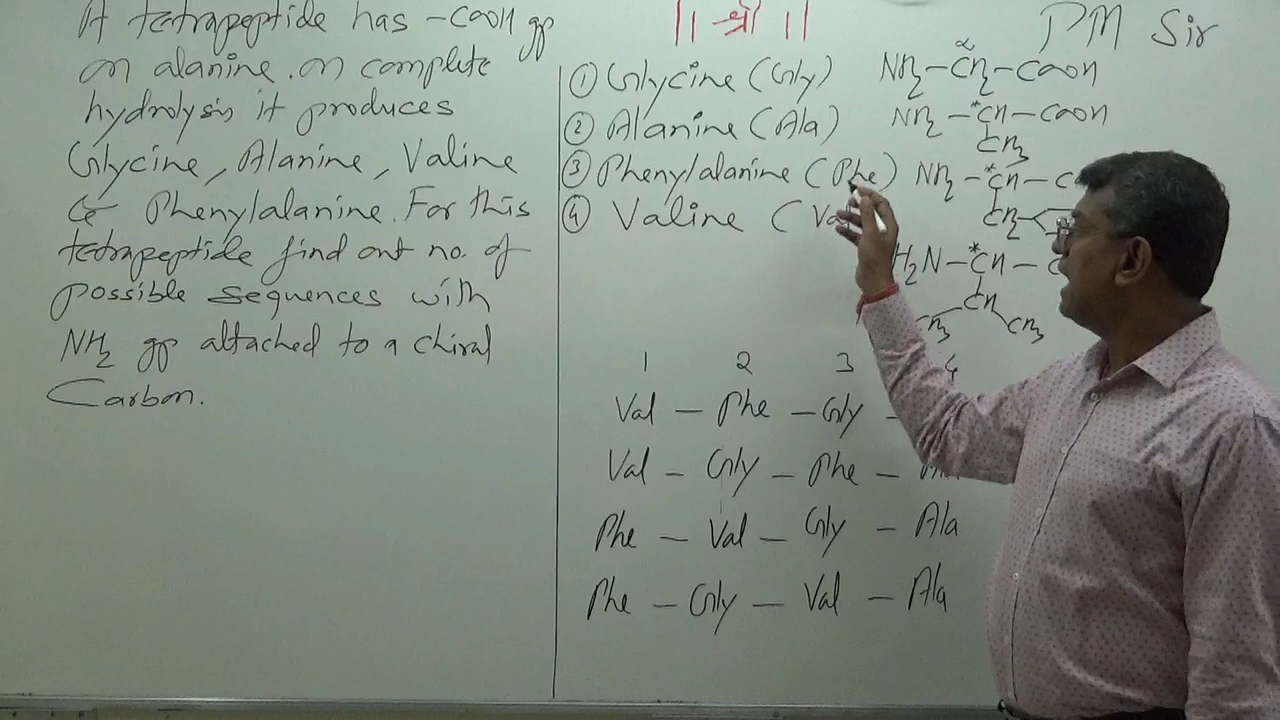 A tetrapeptide has -COOH gp
on alanine. on complete
hydrolysis it produces
Glycine, Alanine, Valine
& Phenylalanine. For this
tetrapeptide find out no. of
possible sequences with
NH2 gp attached to a chiral
Carbon.
|| श्री ||
PM Sir
① Glycine (Gly) NH2-CH2-COOH
α
② Alanine (Ala) NH2-*CH-COOH
CH3
③ Phenylalanine (Phe) NH2-*CH-C
CH2-
④ Valine (Va
H2N-*CH-C
CH
CH3 CH3
1 2 3 4
Val - Phe - Gly -
Val - Gly - Phe -
Phe - Val - Gly - Ala
Phe - Gly - Val - Ala